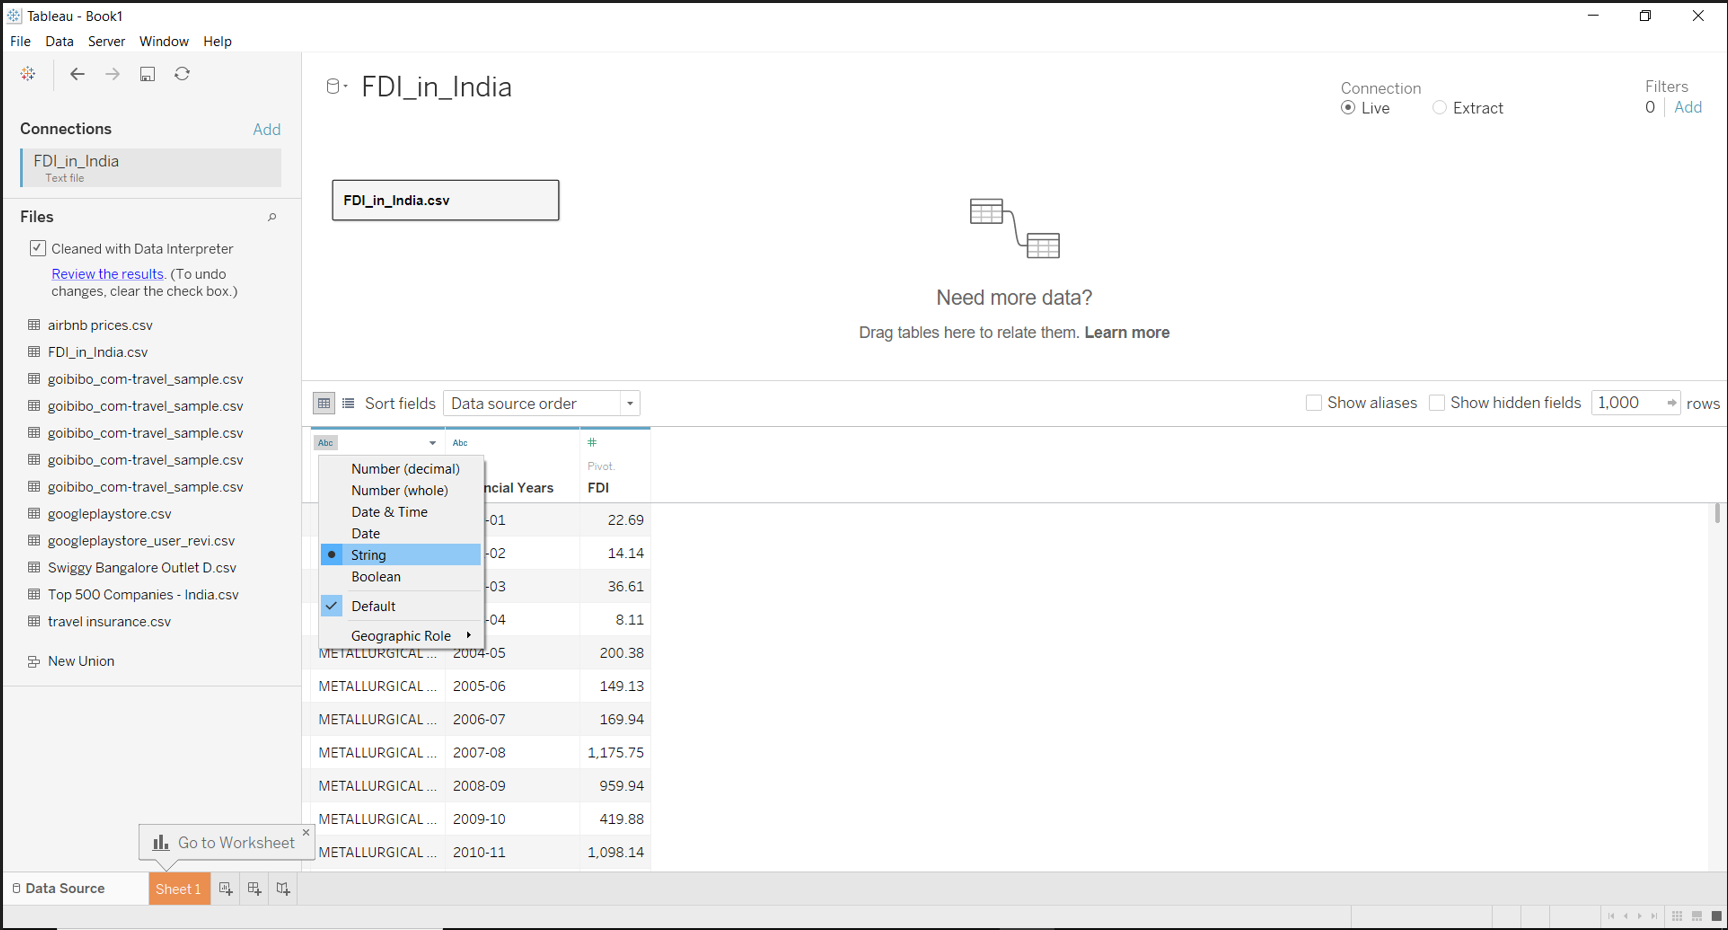 Tableau - Book1
File Data Server Window Help
Connections Add
FDI_in_India
Text file
Files
Cleaned with Data Interpreter
Review the results. (To undo
changes, clear the check box.)
airbnb prices.csv
FDI_in_India.csv
goibibo_com-travel_sample.csv
goibibo_com-travel_sample.csv
goibibo_com-travel_sample.csv
goibibo_com-travel_sample.csv
goibibo_com-travel_sample.csv
googleplaystore.csv
googleplaystore_user_revi.csv
Swiggy Bangalore Outlet D.csv
Top 500 Companies - India.csv
travel insurance.csv
New Union
FDI_in_India
Connection
Live Extract
Filters
0 Add
FDI_in_India.csv
Need more data?
Drag tables here to relate them. Learn more
Sort fields Data source order
Show aliases Show hidden fields 1,000 rows
Abc Abc #
Pivot.
ncial Years FDI
Number (decimal)
Number (whole)
Date & Time
Date
String
Boolean
Default
Geographic Role
-01 22.69
-02 14.14
-03 36.61
-04 8.11
METALLURGICAL ... 2004-05 200.38
METALLURGICAL ... 2005-06 149.13
METALLURGICAL ... 2006-07 169.94
METALLURGICAL ... 2007-08 1,175.75
METALLURGICAL ... 2008-09 959.94
METALLURGICAL ... 2009-10 419.88
METALLURGICAL ... 2010-11 1,098.14
Go to Worksheet
Data Source Sheet 1